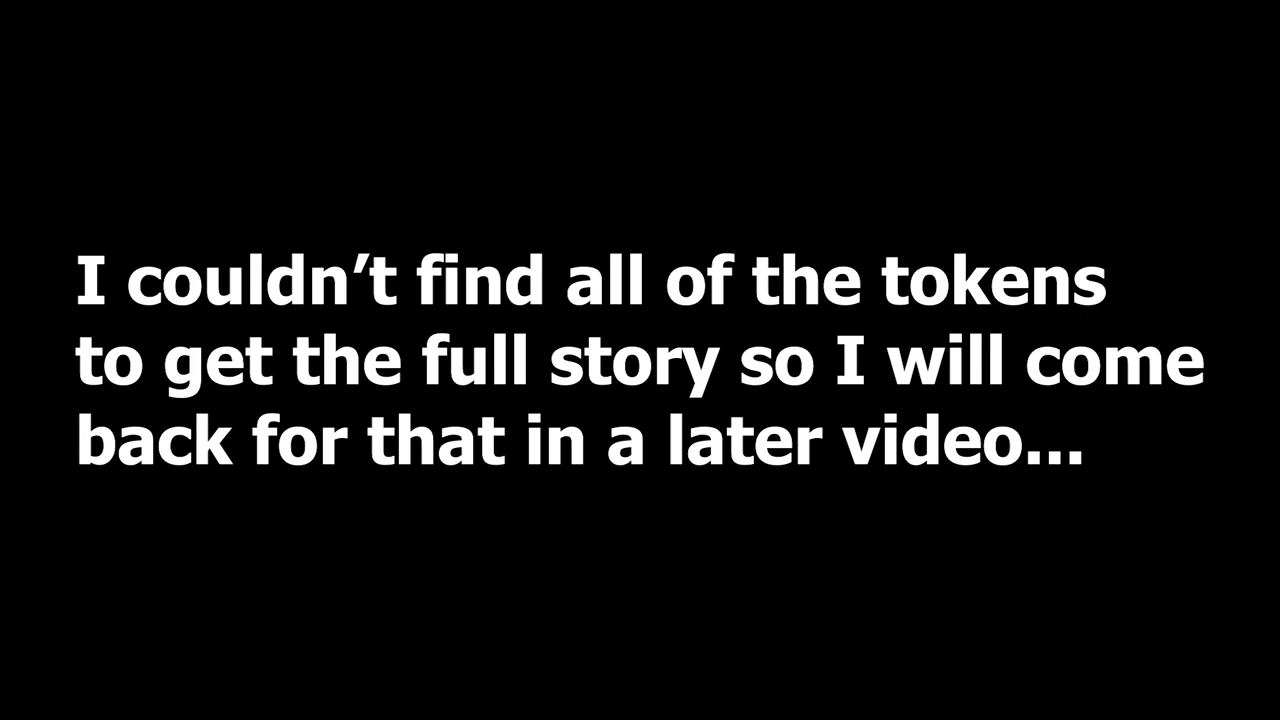 I couldn’t find all of the tokens
to get the full story so I will come
back for that in a later video...